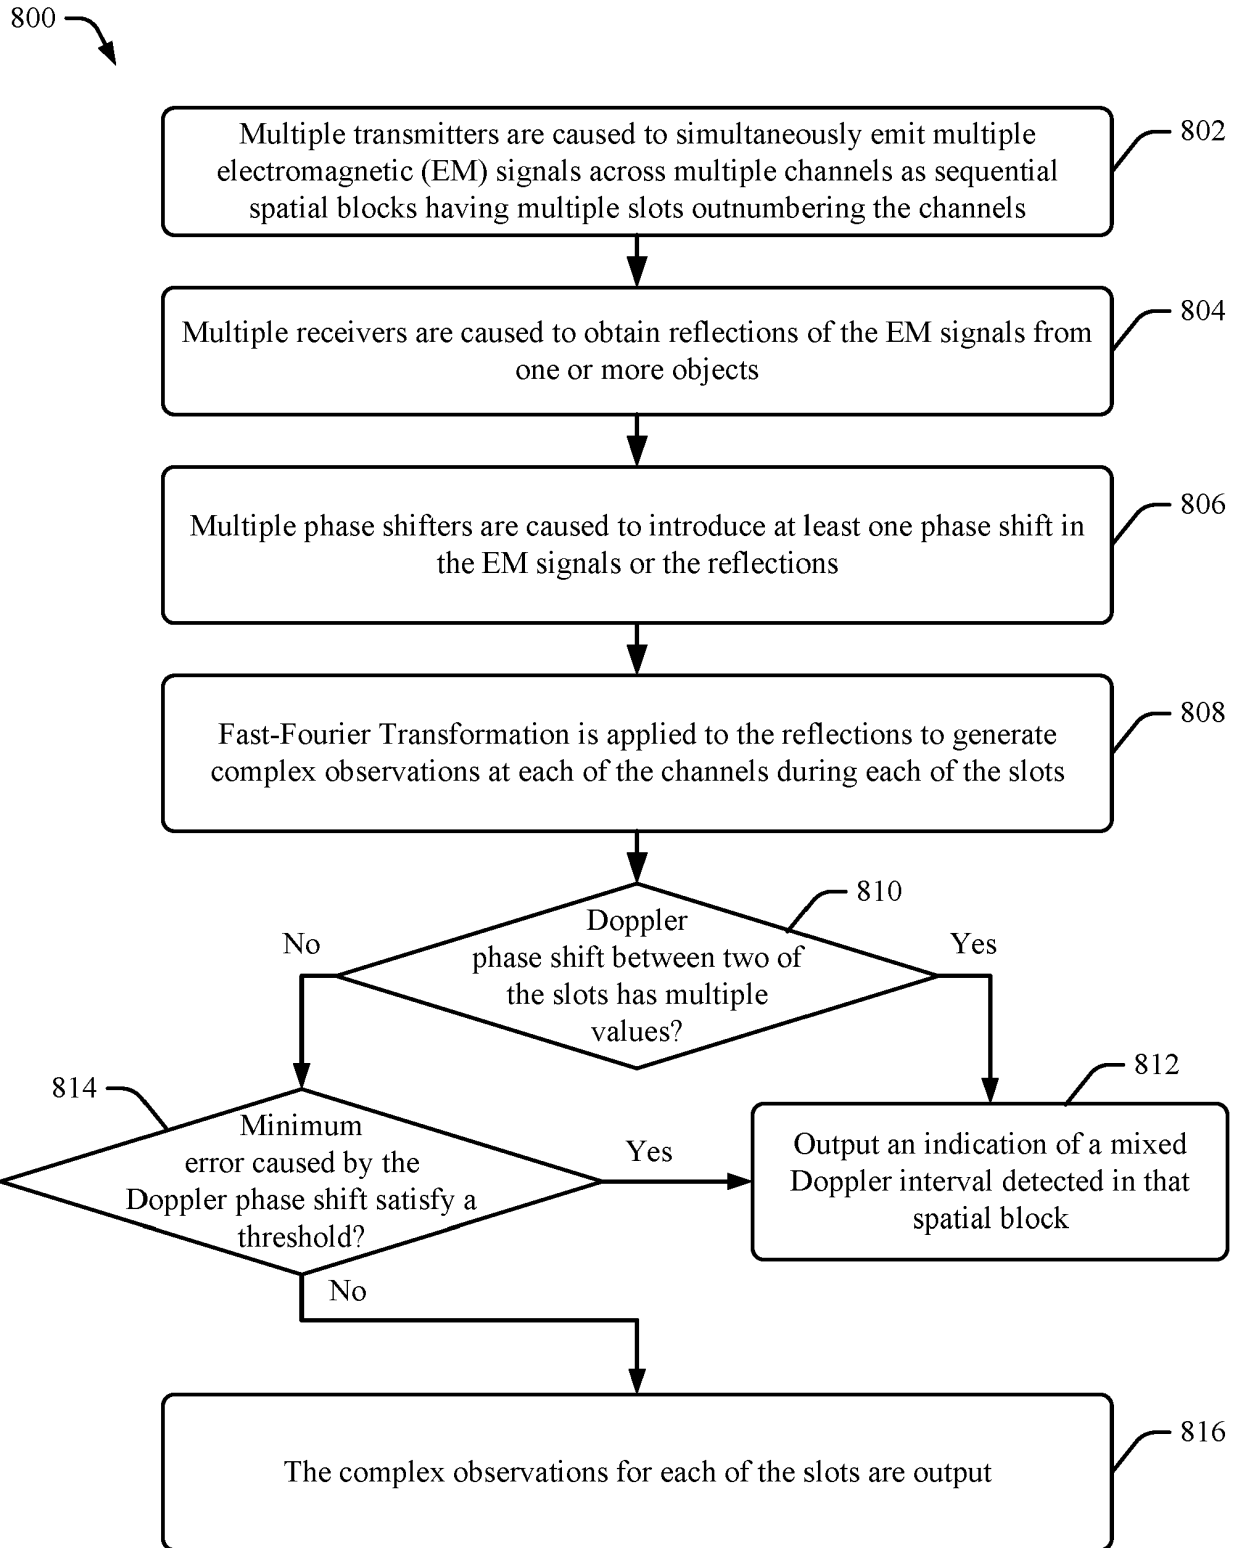 800
Multiple transmitters are caused to simultaneously emit multiple
electromagnetic (EM) signals across multiple channels as sequential
spatial blocks having multiple slots outnumbering the channels
802
Multiple receivers are caused to obtain reflections of the EM signals from
one or more objects
804
Multiple phase shifters are caused to introduce at least one phase shift in
the EM signals or the reflections
806
Fast-Fourier Transformation is applied to the reflections to generate
complex observations at each of the channels during each of the slots
808
Doppler
phase shift between two of
the slots has multiple
values?
810
No
Yes
814
Minimum
error caused by the
Doppler phase shift satisfy a
threshold?
Yes
812
Output an indication of a mixed
Doppler interval detected in that
spatial block
No
The complex observations for each of the slots are output
816